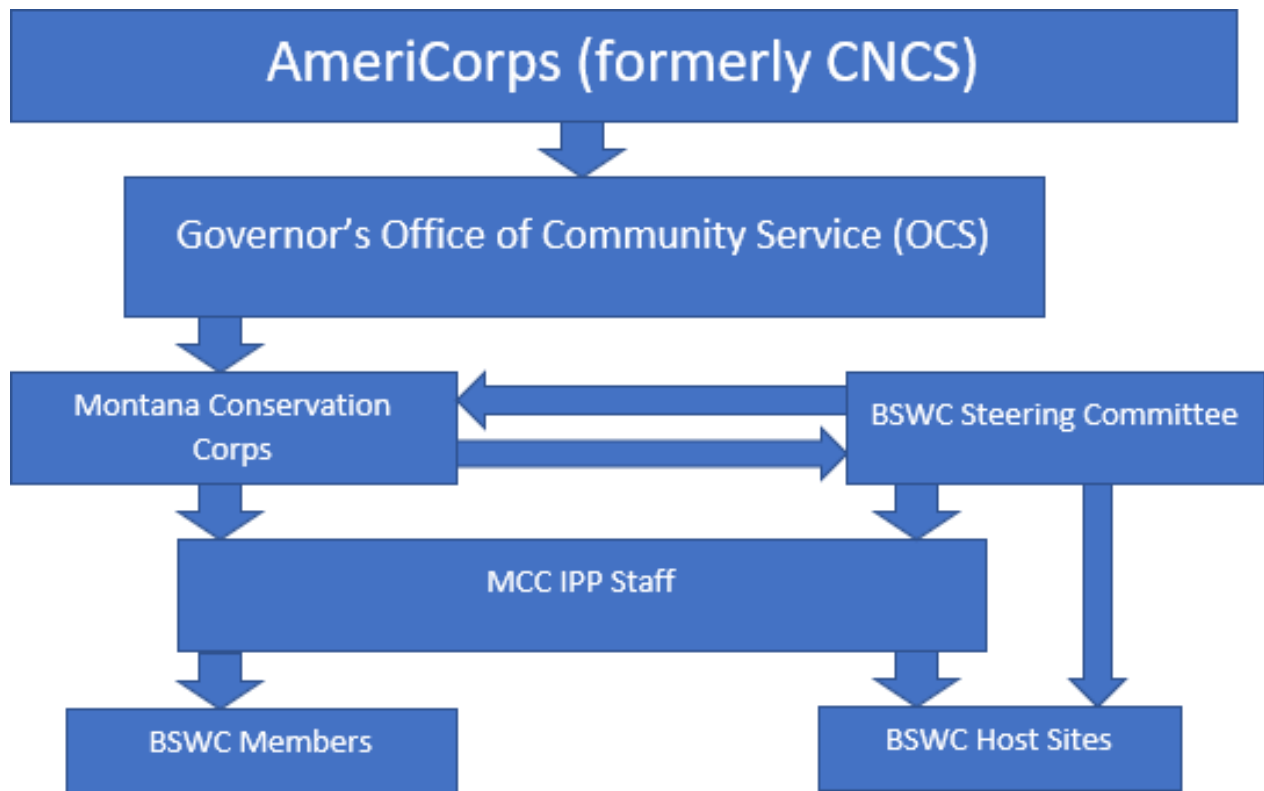 AmeriCorps (formerly CNCS)
Governor’s Office of Community Service (OCS)
Montana Conservation
Corps
BSWC Steering Committee
MCC IPP Staff
BSWC Members
BSWC Host Sites